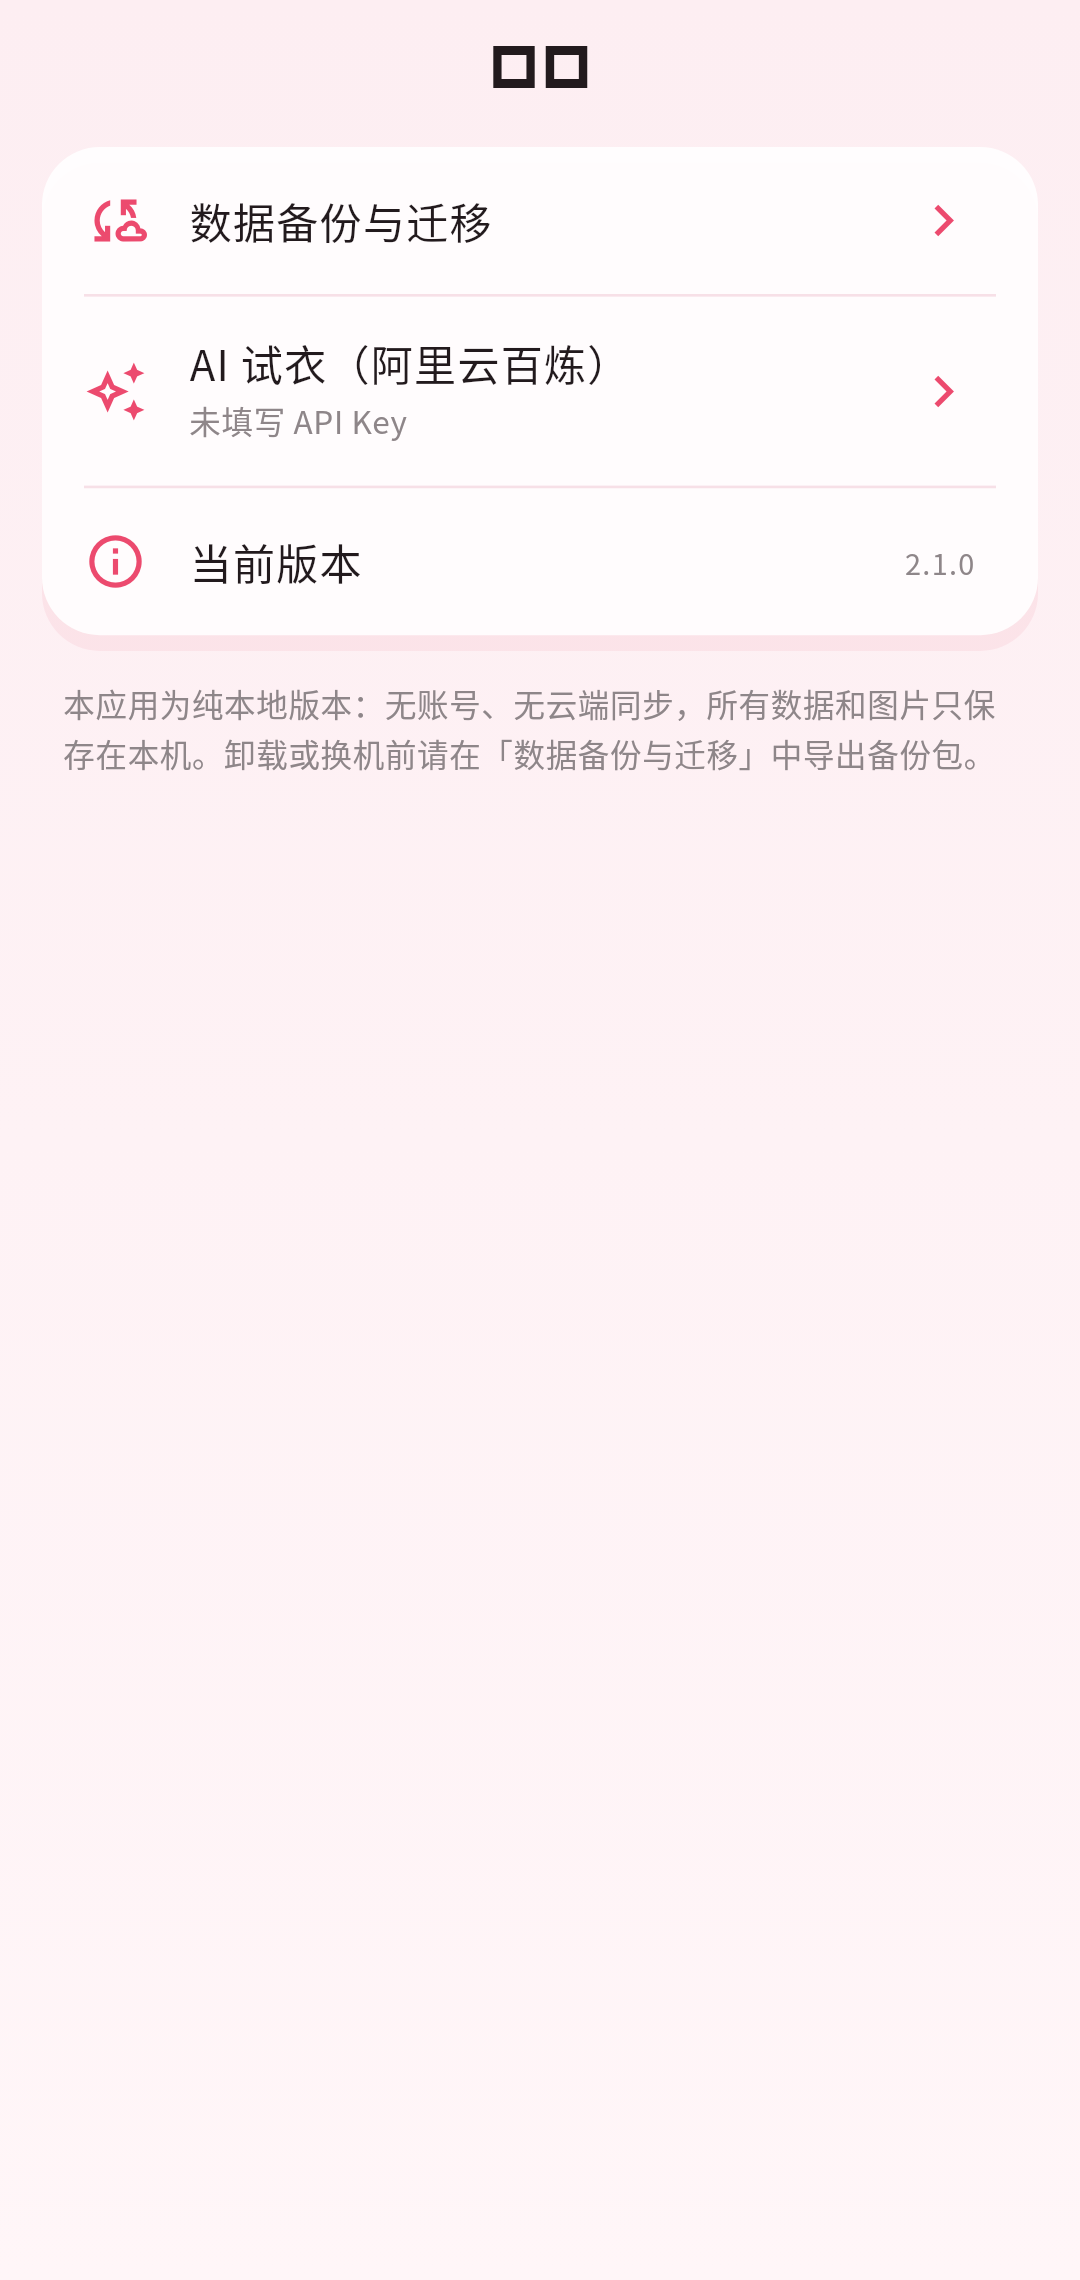 数据备份与迁移
AI 试衣（阿里云百炼）
未填写 API Key
当前版本
2.1.0
本应用为纯本地版本：无账号、无云端同步，所有数据和图片只保
存在本机。卸载或换机前请在「数据备份与迁移」中导出备份包。